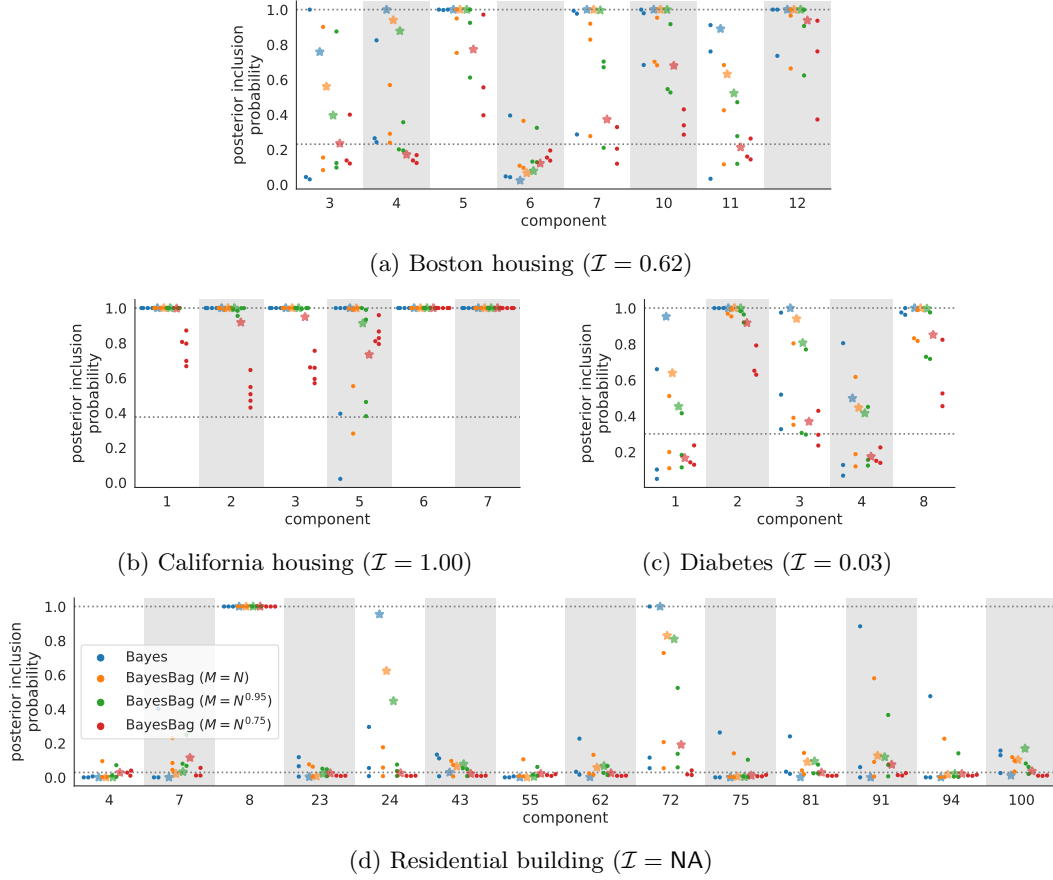 posterior inclusion
probability
1.0
0.8
0.6
0.4
0.2
0.0
3 4 5 6 7 10 11 12
component
(a) Boston housing (ℐ = 0.62)
posterior inclusion
probability
1.0
0.8
0.6
0.4
0.2
0.0
1 2 3 5 6 7
component
(b) California housing (ℐ = 1.00)
posterior inclusion
probability
1.0
0.8
0.6
0.4
0.2
1 2 3 4 8
component
(c) Diabetes (ℐ = 0.03)
posterior inclusion
probability
1.0
0.8
0.6
0.4
0.2
0.0
Bayes
BayesBag (M = N)
BayesBag (M = N^0.95)
BayesBag (M = N^0.75)
4 7 8 23 24 43 55 62 72 75 81 91 94 100
component
(d) Residential building (ℐ = NA)